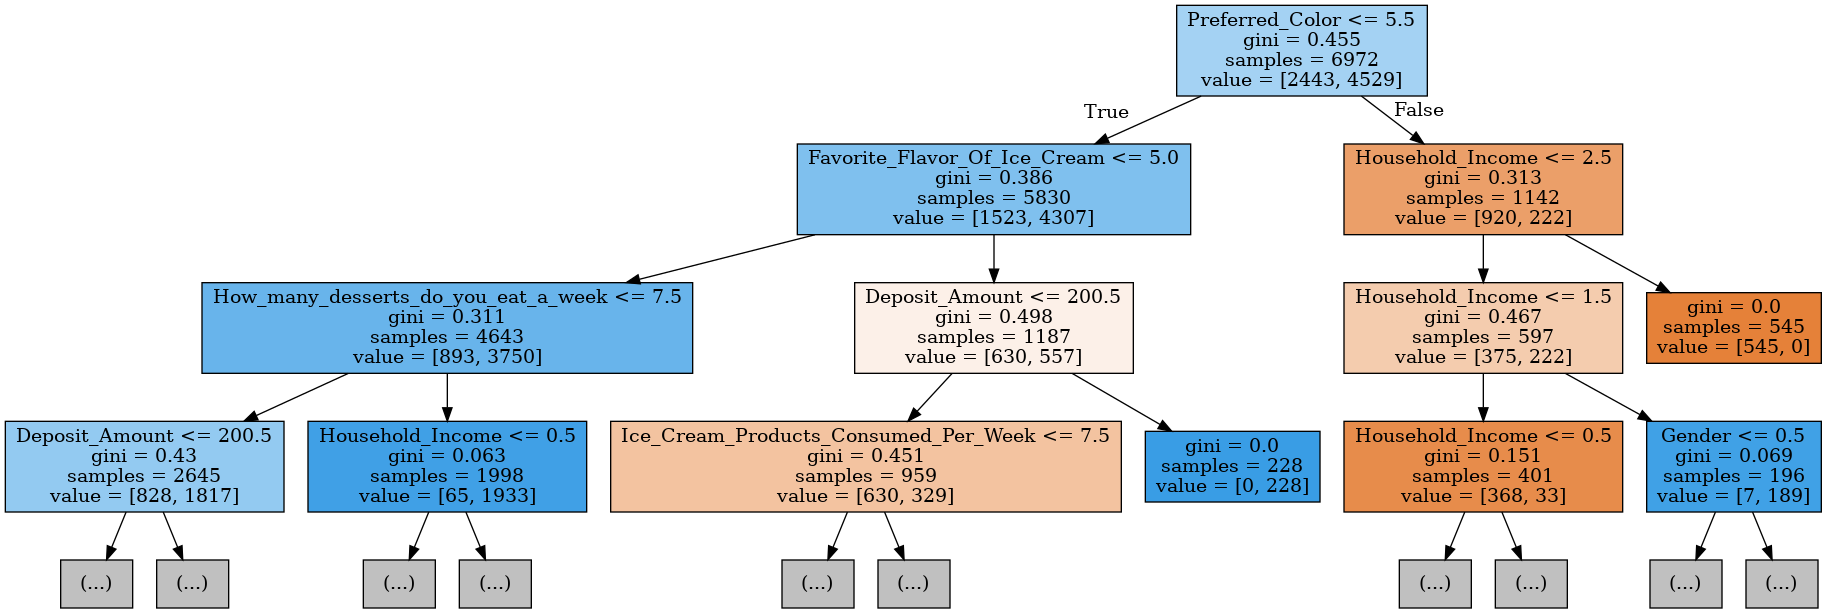 Preferred_Color <= 5.5
gini = 0.455
samples = 6972
value = [2443, 4529]
True
False
Favorite_Flavor_Of_Ice_Cream <= 5.0
gini = 0.386
samples = 5830
value = [1523, 4307]
Household_Income <= 2.5
gini = 0.313
samples = 1142
value = [920, 222]
How_many_desserts_do_you_eat_a_week <= 7.5
gini = 0.311
samples = 4643
value = [893, 3750]
Deposit_Amount <= 200.5
gini = 0.498
samples = 1187
value = [630, 557]
Household_Income <= 1.5
gini = 0.467
samples = 597
value = [375, 222]
gini = 0.0
samples = 545
value = [545, 0]
Deposit_Amount <= 200.5
gini = 0.43
samples = 2645
value = [828, 1817]
Household_Income <= 0.5
gini = 0.063
samples = 1998
value = [65, 1933]
Ice_Cream_Products_Consumed_Per_Week <= 7.5
gini = 0.451
samples = 959
value = [630, 329]
gini = 0.0
samples = 228
value = [0, 228]
Household_Income <= 0.5
gini = 0.151
samples = 401
value = [368, 33]
Gender <= 0.5
gini = 0.069
samples = 196
value = [7, 189]
(...)
(...)
(...)
(...)
(...)
(...)
(...)
(...)
(...)
(...)